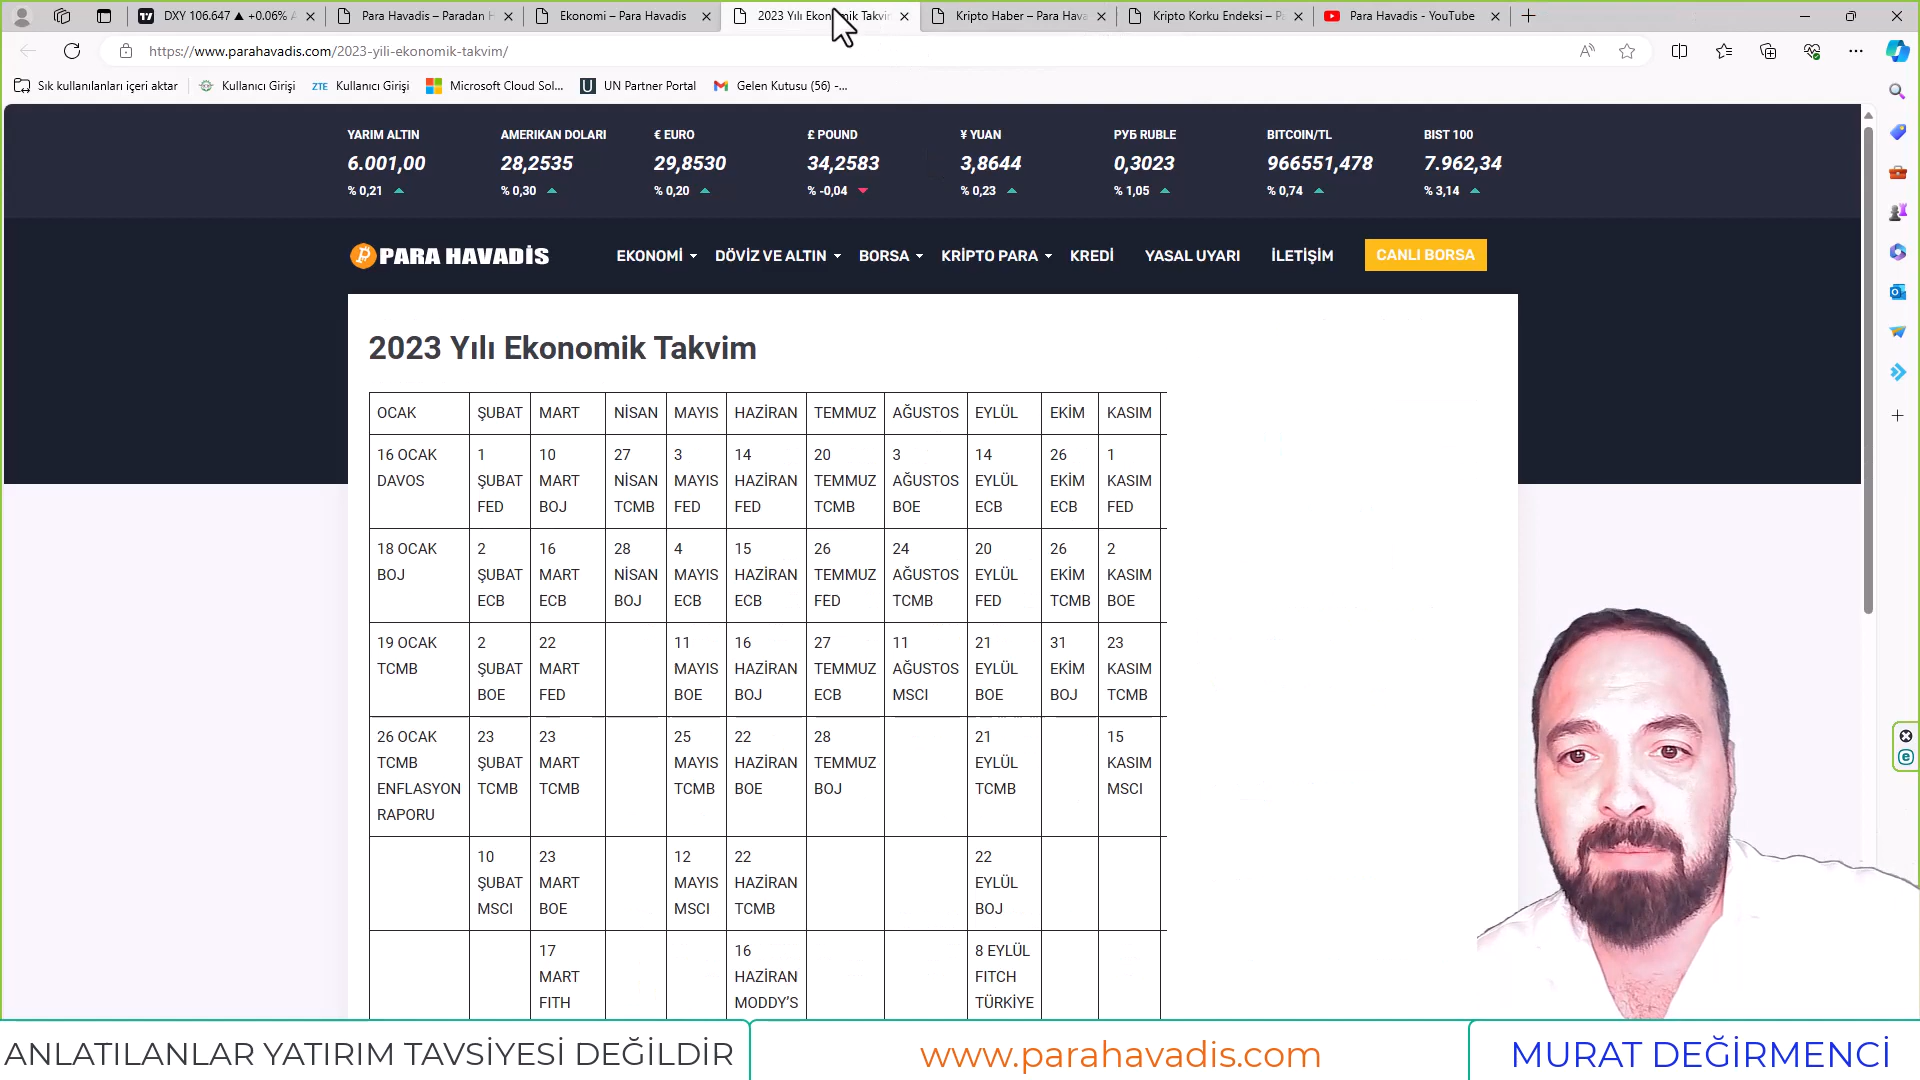 DXY 106.647 ▲ +0.06%
Para Havadis – Paradan H
Ekonomi – Para Havadis
2023 Yılı Ekonomik Takvim
Kripto Haber – Para Hava
Kripto Korku Endeksi – P
Para Havadis - YouTube
https://www.parahavadis.com/2023-yili-ekonomik-takvim/
Sık kullanılanları içeri aktar
Kullanıcı Girişi
ZTE Kullanıcı Girişi
Microsoft Cloud Sol...
U UN Partner Portal
Gelen Kutusu (56) -...
YARIM ALTIN AMERIKAN DOLARI € EURO £ POUND ¥ YUAN РУБ RUBLE BITCOIN/TL BIST 100
6.001,00 28,2535 29,8530 34,2583 3,8644 0,3023 966551,478 7.962,34
% 0,21 % 0,30 % 0,20 % -0,04 % 0,23 % 1,05 % 0,74 % 3,14
PARA HAVADİS EKONOMİ DÖVİZ VE ALTIN BORSA KRİPTO PARA KREDİ YASAL UYARI İLETİŞİM CANLI BORSA
2023 Yılı Ekonomik Takvim
OCAK ŞUBAT MART NİSAN MAYIS HAZİRAN TEMMUZ AĞUSTOS EYLÜL EKİM KASIM
16 OCAK 1 10 27 3 14 20 3 14 26 1
DAVOS ŞUBAT MART NİSAN MAYIS HAZİRAN TEMMUZ AĞUSTOS EYLÜL EKİM KASIM
FED BOJ TCMB FED FED TCMB BOE ECB ECB FED
18 OCAK 2 16 28 4 15 26 24 20 26 2
BOJ ŞUBAT MART NİSAN MAYIS HAZİRAN TEMMUZ AĞUSTOS EYLÜL EKİM KASIM
ECB ECB BOJ ECB ECB FED TCMB FED TCMB BOE
19 OCAK 2 22 11 16 27 11 21 31 23
TCMB ŞUBAT MART MAYIS HAZİRAN TEMMUZ AĞUSTOS EYLÜL EKİM KASIM
BOE FED BOE BOJ ECB MSCI BOE BOJ TCMB
26 OCAK 23 23 25 22 28 21 15
TCMB ŞUBAT MART MAYIS HAZİRAN TEMMUZ EYLÜL KASIM
ENFLASYON TCMB TCMB TCMB BOE BOJ TCMB MSCI
RAPORU
10 23 12 22 22
ŞUBAT MART MAYIS HAZİRAN EYLÜL
MSCI BOE MSCI TCMB BOJ
17 16 8 EYLÜL
MART HAZİRAN FITCH
FITH MODDY'S TÜRKİYE
ANLATILANLAR YATIRIM TAVSİYESİ DEĞİLDİR
www.parahavadis.com
MURAT DEĞİRMENCİ